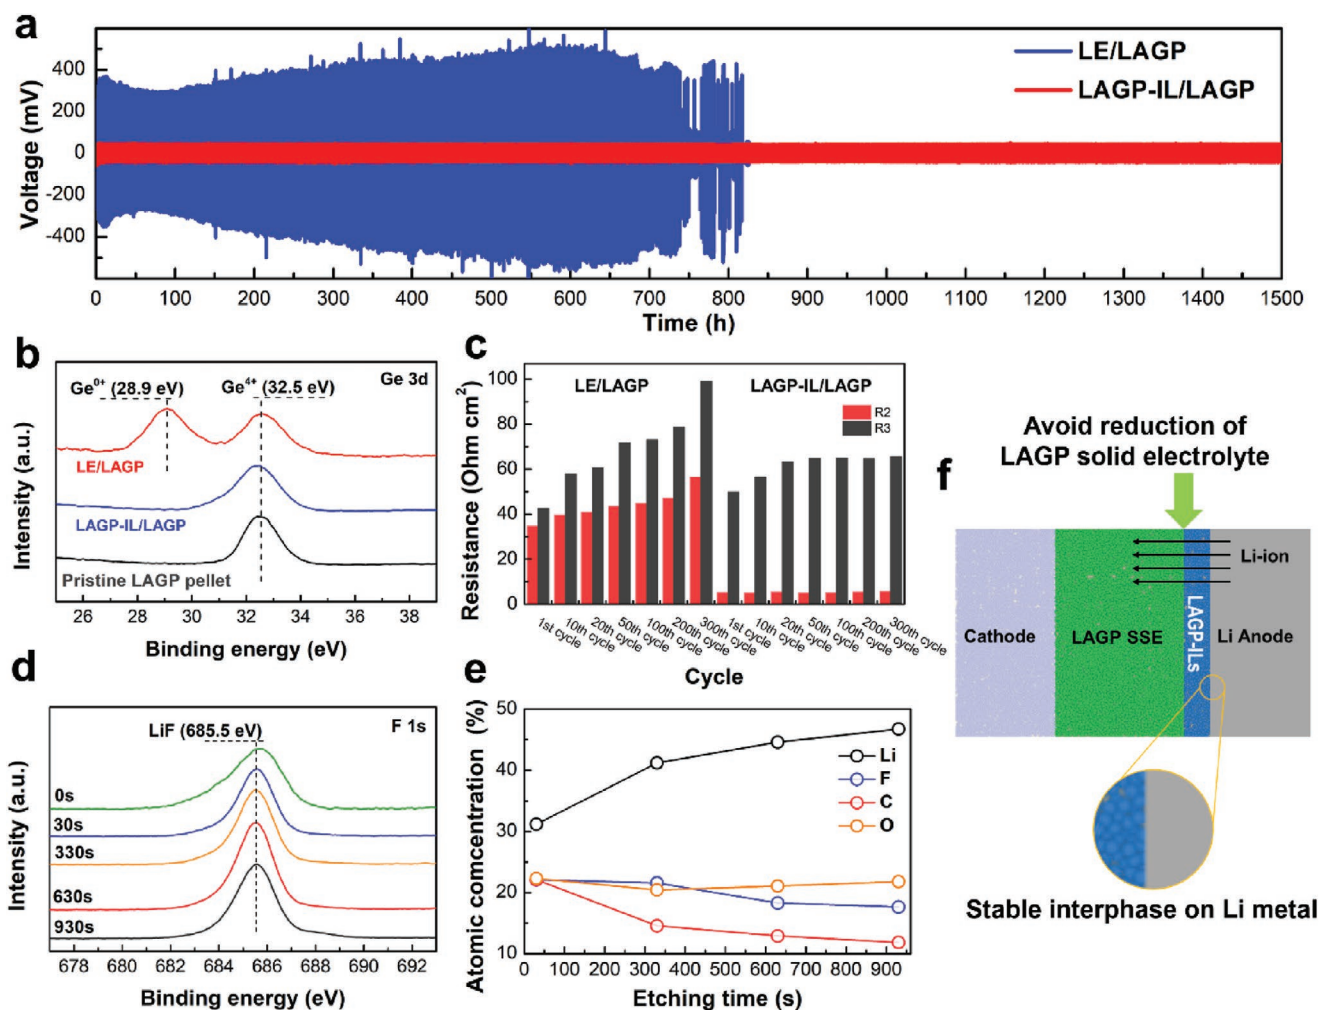 a
Voltage (mV)
400
200
0
-200
-400
LE/LAGP
LAGP-IL/LAGP
0 100 200 300 400 500 600 700 800 900 1000 1100 1200 1300 1400 1500
Time (h)
b
Intensity (a.u.)
Ge⁰⁺ (28.9 eV)
Ge⁴⁺ (32.5 eV)
Ge 3d
LE/LAGP
LAGP-IL/LAGP
Pristine LAGP pellet
26 28 30 32 34 36 38
Binding energy (eV)
c
Resistance (Ohm cm²)
100
80
60
40
20
0
LE/LAGP
LAGP-IL/LAGP
R2
R3
1st cycle
10th cycle
20th cycle
50th cycle
100th cycle
200th cycle
300th cycle
1st cycle
10th cycle
20th cycle
50th cycle
100th cycle
200th cycle
300th cycle
Cycle
d
Intensity (a.u.)
LiF (685.5 eV)
F 1s
0s
30s
330s
630s
930s
678 680 682 684 686 688 690 692
Binding energy (eV)
e
Atomic comcentration (%)
50
40
30
20
10
Li
F
C
O
0 100 200 300 400 500 600 700 800 900
Etching time (s)
f
Avoid reduction of
LAGP solid electrolyte
Li-ion
Cathode
LAGP SSE
LAGP-ILs
Li Anode
Stable interphase on Li metal